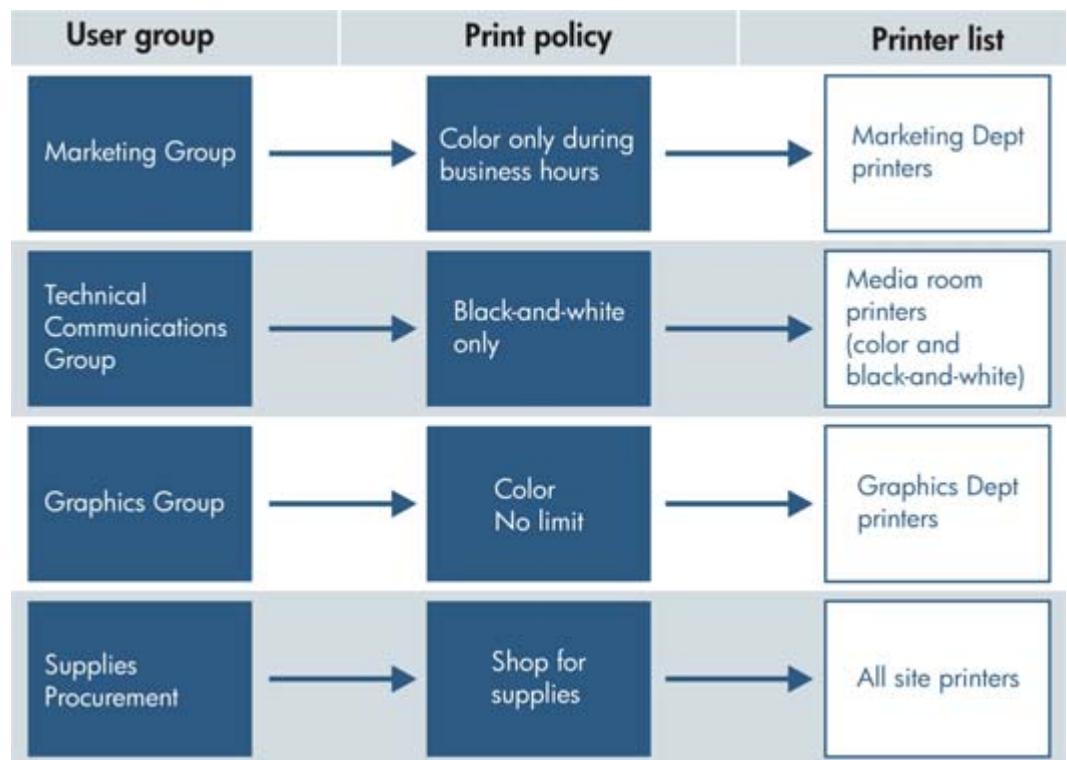 User group
Print policy
Printer list
Marketing Group
Color only during
business hours
Marketing Dept
printers
Technical
Communications
Group
Black-and-white
only
Media room
printers
(color and
black-and-white)
Graphics Group
Color
No limit
Graphics Dept
printers
Supplies
Procurement
Shop for
supplies
All site printers